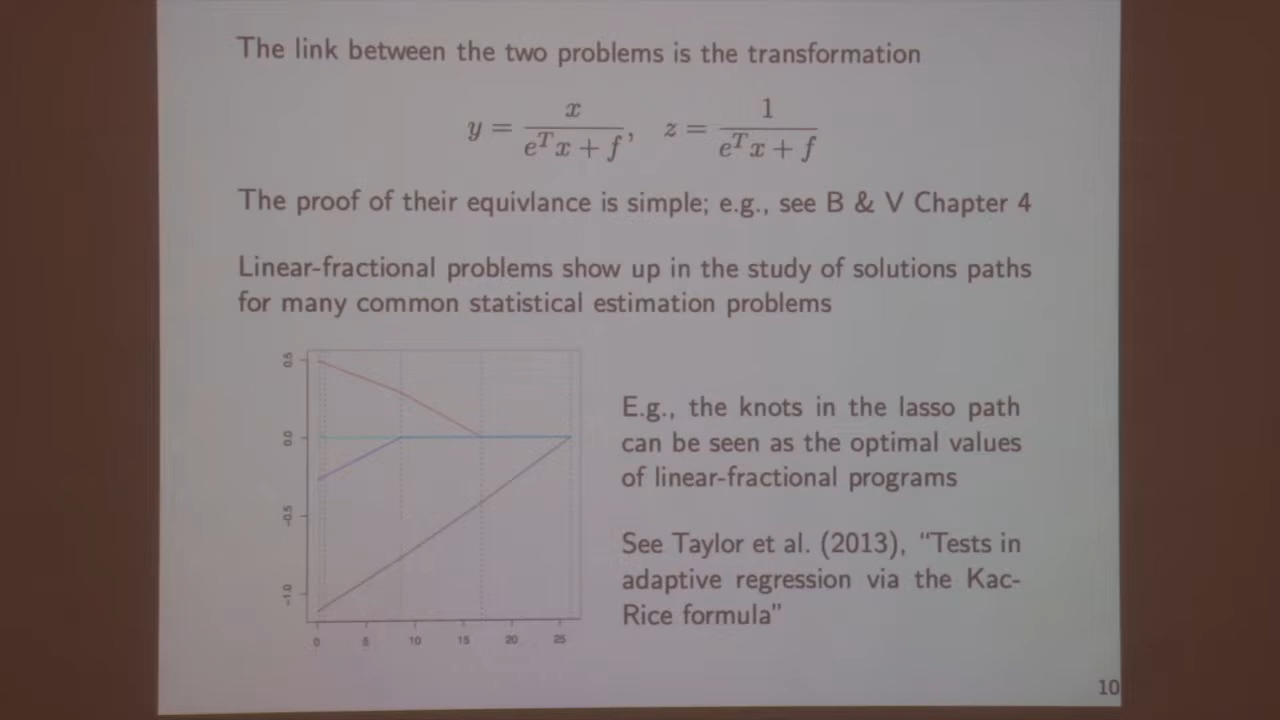 The link between the two problems is the transformation
y = x / (e^T x + f), z = 1 / (e^T x + f)
The proof of their equivlance is simple; e.g., see B & V Chapter 4
Linear-fractional problems show up in the study of solutions paths
for many common statistical estimation problems
0.5
0.0
-0.5
-1.0
0 5 10 15 20 25
E.g., the knots in the lasso path
can be seen as the optimal values
of linear-fractional programs
See Taylor et al. (2013), “Tests in
adaptive regression via the Kac-
Rice formula”
10